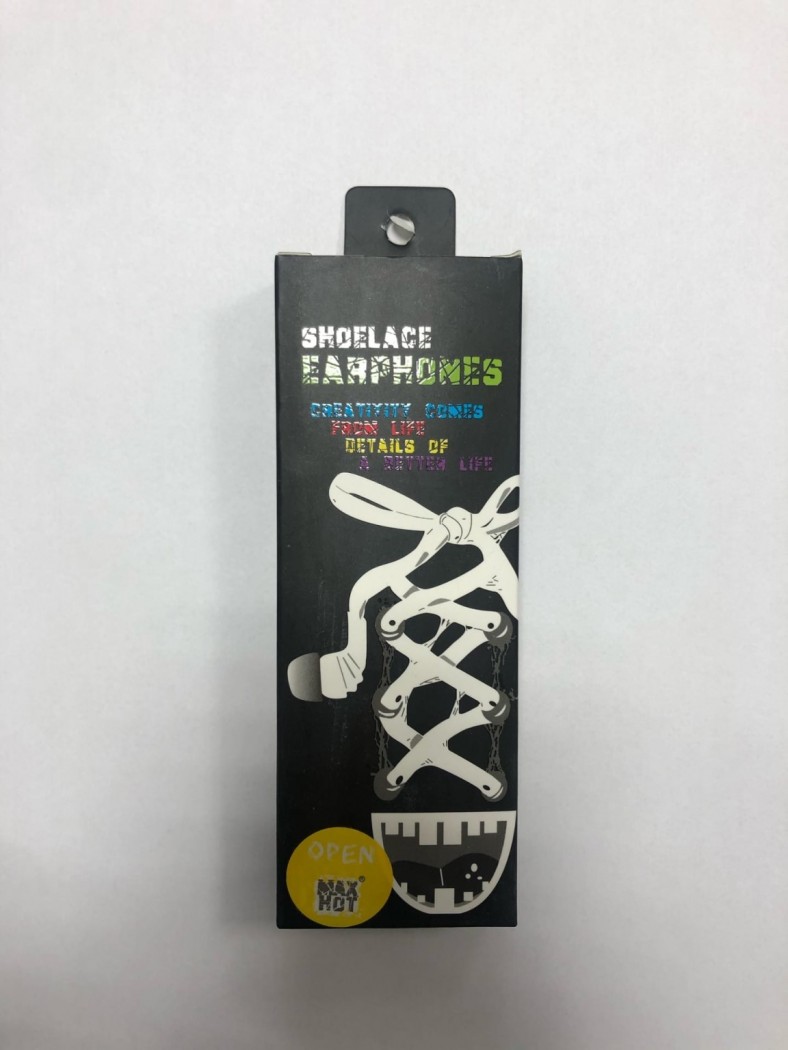 SHOELACE
EARPHONES
CREATIVITY COMES
FROM LIFE
DETAILS OF
A BETTER LIFE
OPEN
MAX®
HOT